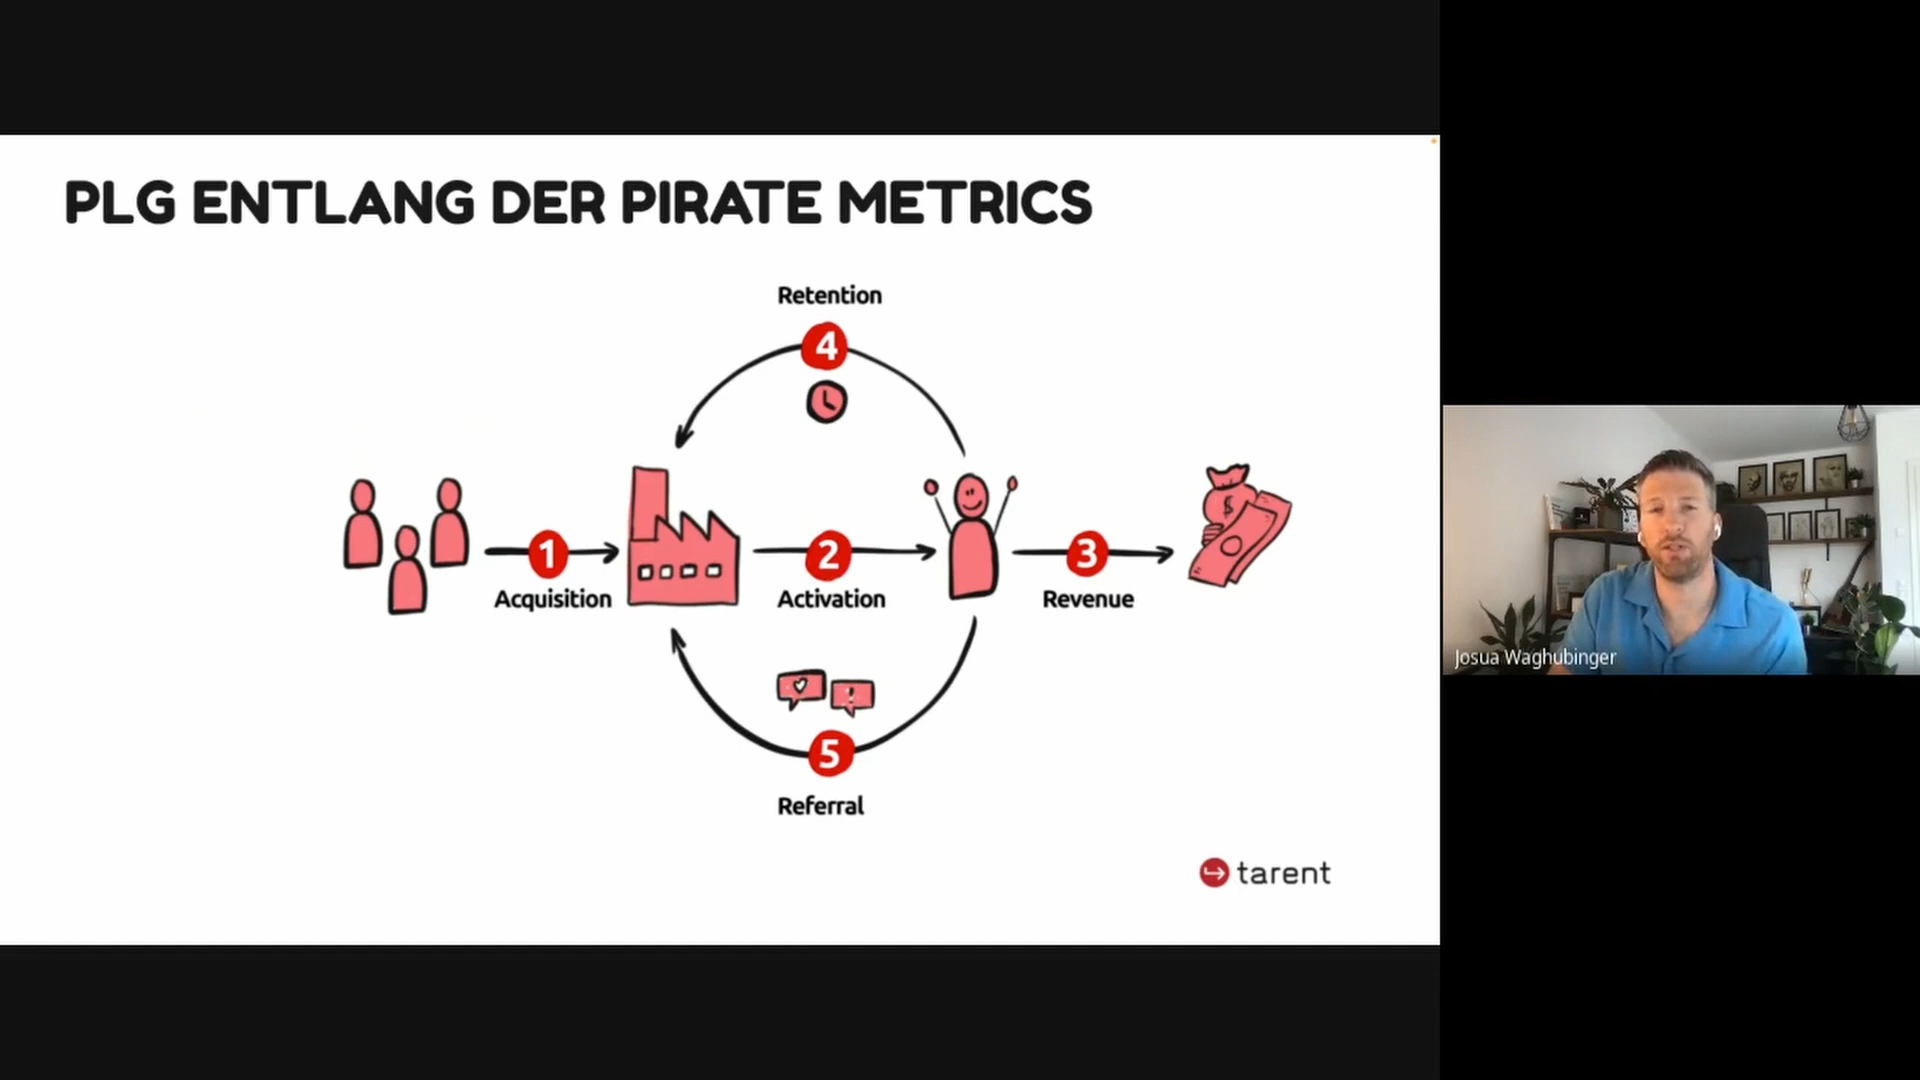 PLG ENTLANG DER PIRATE METRICS
Retention
4
1
2
3
Acquisition
Activation
Revenue
$
!
5
Referral
tarent
Josua Waghubinger